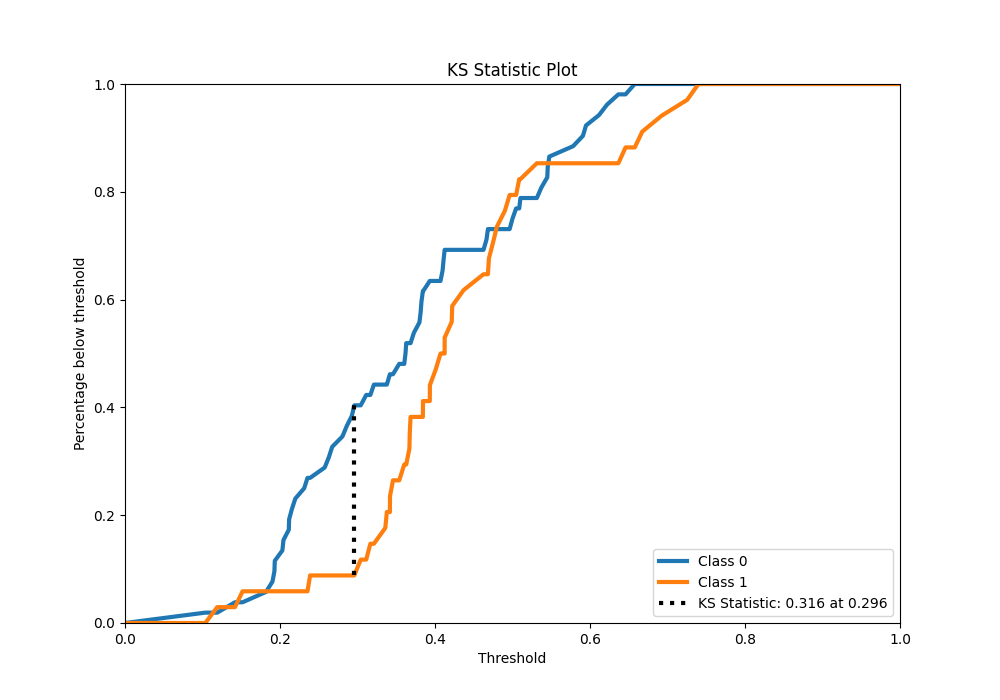 KS Statistic Plot
Percentage below threshold
1.0
0.8
0.6
0.4
0.2
0.0
0.0 0.2 0.4 0.6 0.8 1.0
Threshold
Class 0
Class 1
KS Statistic: 0.316 at 0.296